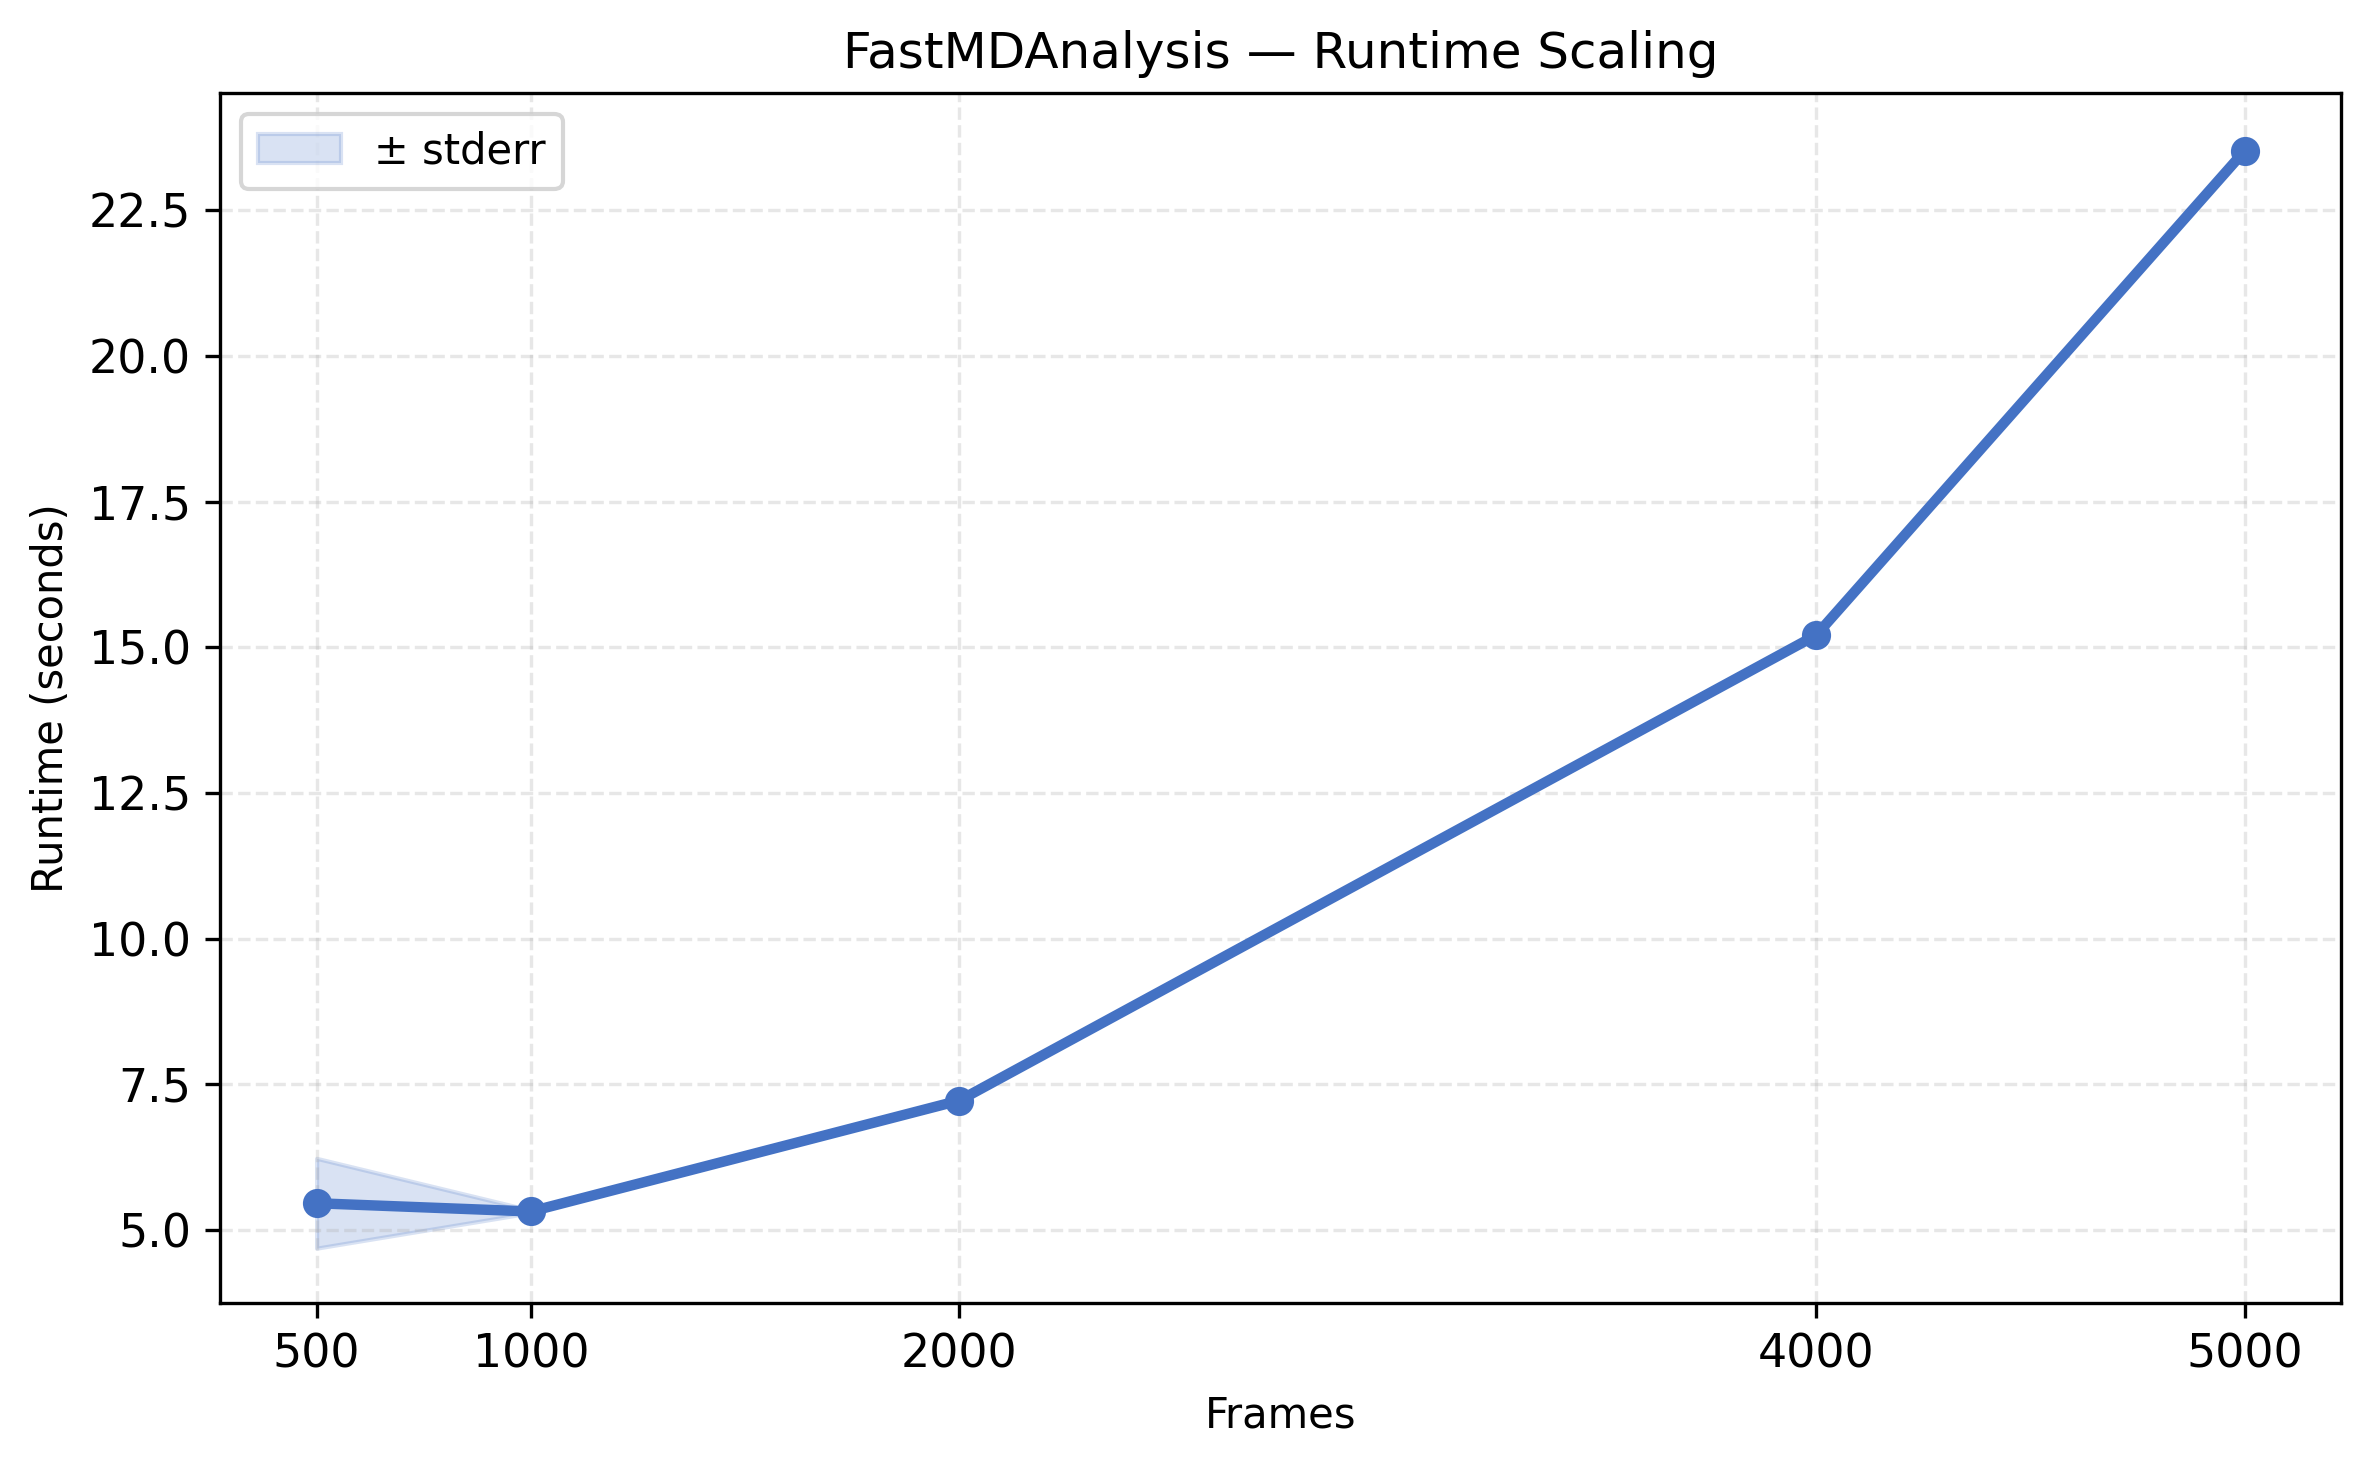 FastMDAnalysis — Runtime Scaling
± stderr
22.5
20.0
17.5
15.0
12.5
10.0
7.5
5.0
Runtime (seconds)
500 1000 2000 4000 5000
Frames